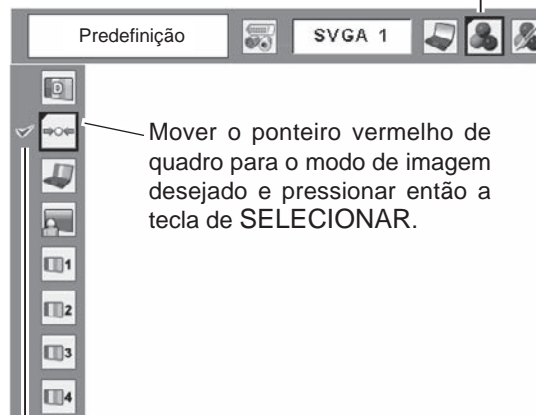 Predefinição
SVGA 1
Mover o ponteiro vermelho de
quadro para o modo de imagem
desejado e pressionar então a
tecla de SELECIONAR.
1
2
3
4